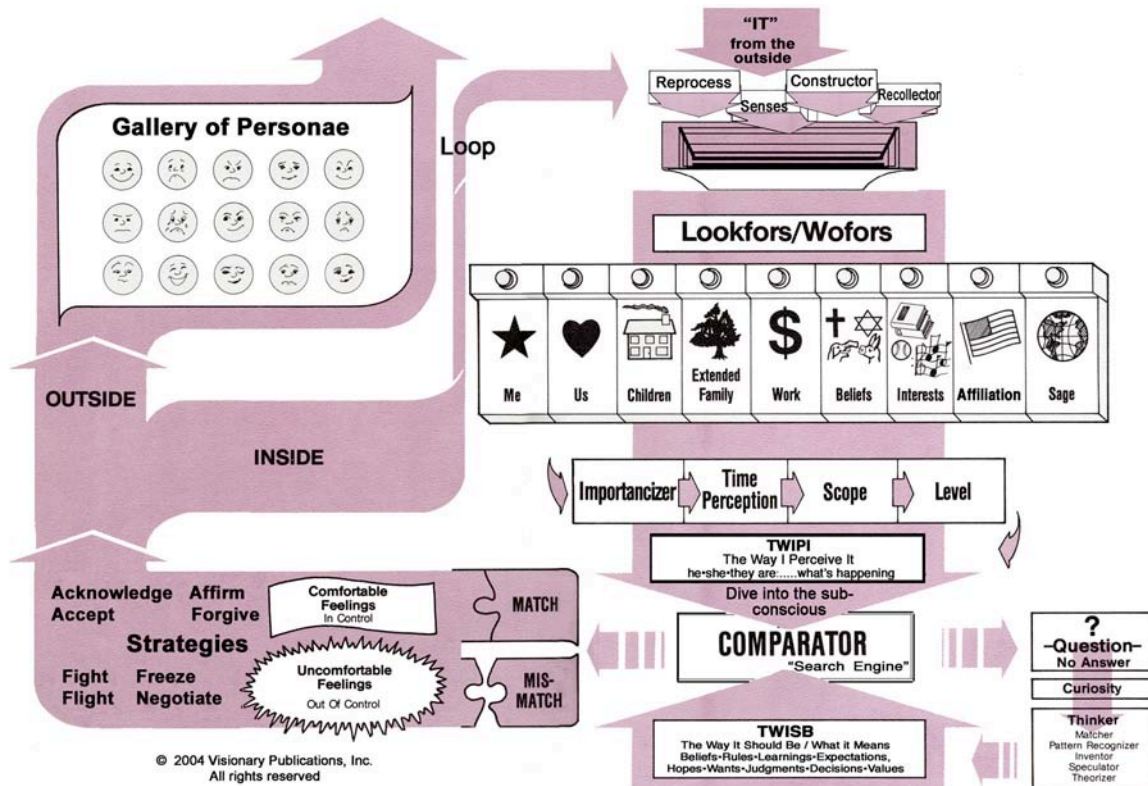 “IT”
from the
outside
Reprocess
Constructor
Senses
Recollector
Gallery of Personae
Loop
Lookfors/Wofors
Me
Us
Children
Extended
Family
Work
Beliefs
Interests
Affiliation
Sage
OUTSIDE
INSIDE
Importancizer
Time
Perception
Scope
Level
TWIPI
The Way I Perceive It
he•she•they are:.....what's happening
Dive into the sub-
conscious
COMPARATOR
"Search Engine"
?
–Question–
No Answer
Curiosity
Thinker
Matcher
Pattern Recognizer
Inventor
Speculator
Theorizer
TWISB
The Way It Should Be / What it Means
Beliefs•Rules•Learnings•Expectations,
Hopes•Wants•Judgments•Decisions•Values
MATCH
MIS-
MATCH
Comfortable
Feelings
In Control
Uncomfortable
Feelings
Out Of Control
Acknowledge Affirm
Accept Forgive
Strategies
Fight Freeze
Flight Negotiate
© 2004 Visionary Publications, Inc.
All rights reserved